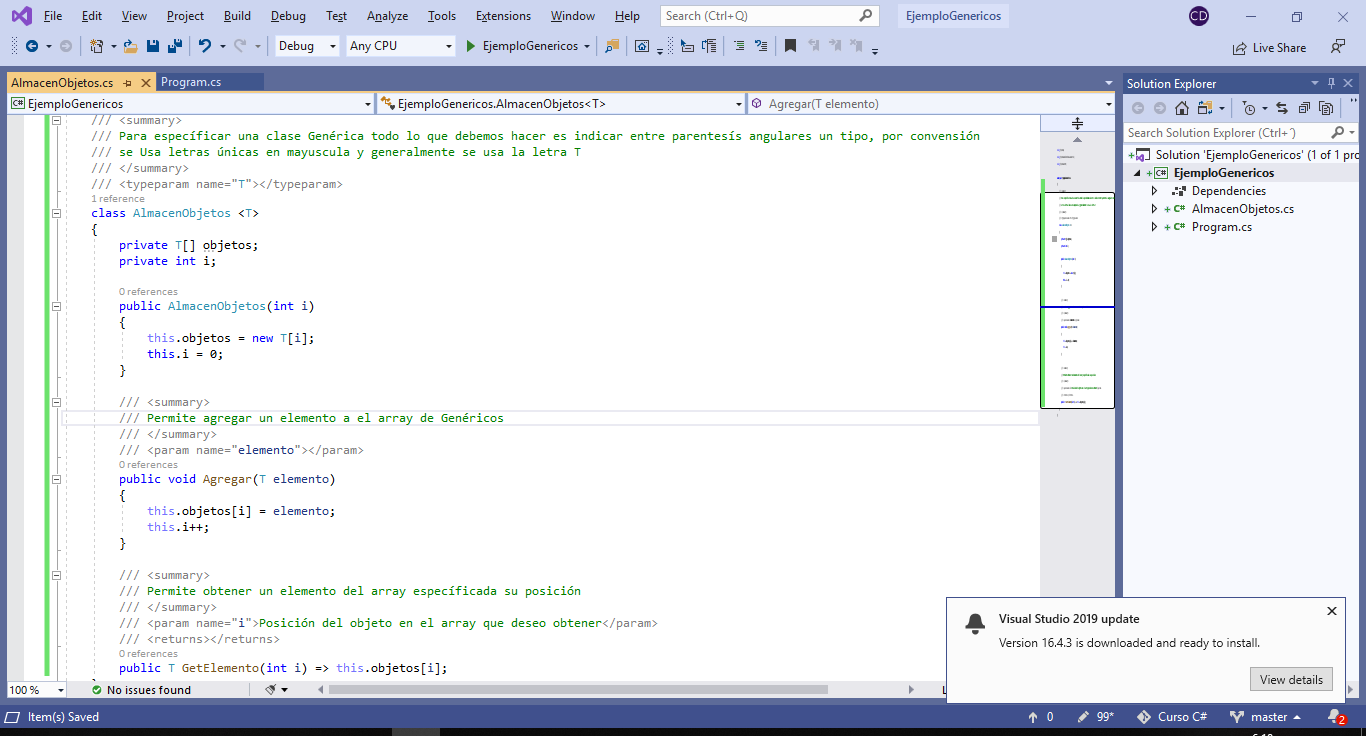 File Edit View Project Build Debug Test Analyze Tools Extensions Window Help Search (Ctrl+Q) EjemploGenericos CD
Debug Any CPU EjemploGenericos Live Share
AlmacenObjetos.cs Program.cs
C# EjemploGenericos EjemploGenericos.AlmacenObjetos<T> Agregar(T elemento)
/// <summary>
/// Para específicar una clase Genérica todo lo que debemos hacer es indicar entre parentesís angulares un tipo, por convensión
/// se Usa letras únicas en mayuscula y generalmente se usa la letra T
/// </summary>
/// <typeparam name="T"></typeparam>
1 reference
class AlmacenObjetos <T>
{
private T[] objetos;
private int i;
0 references
public AlmacenObjetos(int i)
{
this.objetos = new T[i];
this.i = 0;
}
/// <summary>
/// Permite agregar un elemento a el array de Genéricos
/// </summary>
/// <param name="elemento"></param>
0 references
public void Agregar(T elemento)
{
this.objetos[i] = elemento;
this.i++;
}
/// <summary>
/// Permite obtener un elemento del array específicada su posición
/// </summary>
/// <param name="i">Posición del objeto en el array que deseo obtener</param>
/// <returns></returns>
0 references
public T GetElemento(int i) => this.objetos[i];
100 % No issues found
Solution Explorer
Search Solution Explorer (Ctrl+´)
Solution 'EjemploGenericos' (1 of 1 pro
C# EjemploGenericos
Dependencies
C# AlmacenObjetos.cs
C# Program.cs
Visual Studio 2019 update
Version 16.4.3 is downloaded and ready to install.
View details
Item(s) Saved 0 99* Curso C# master 2